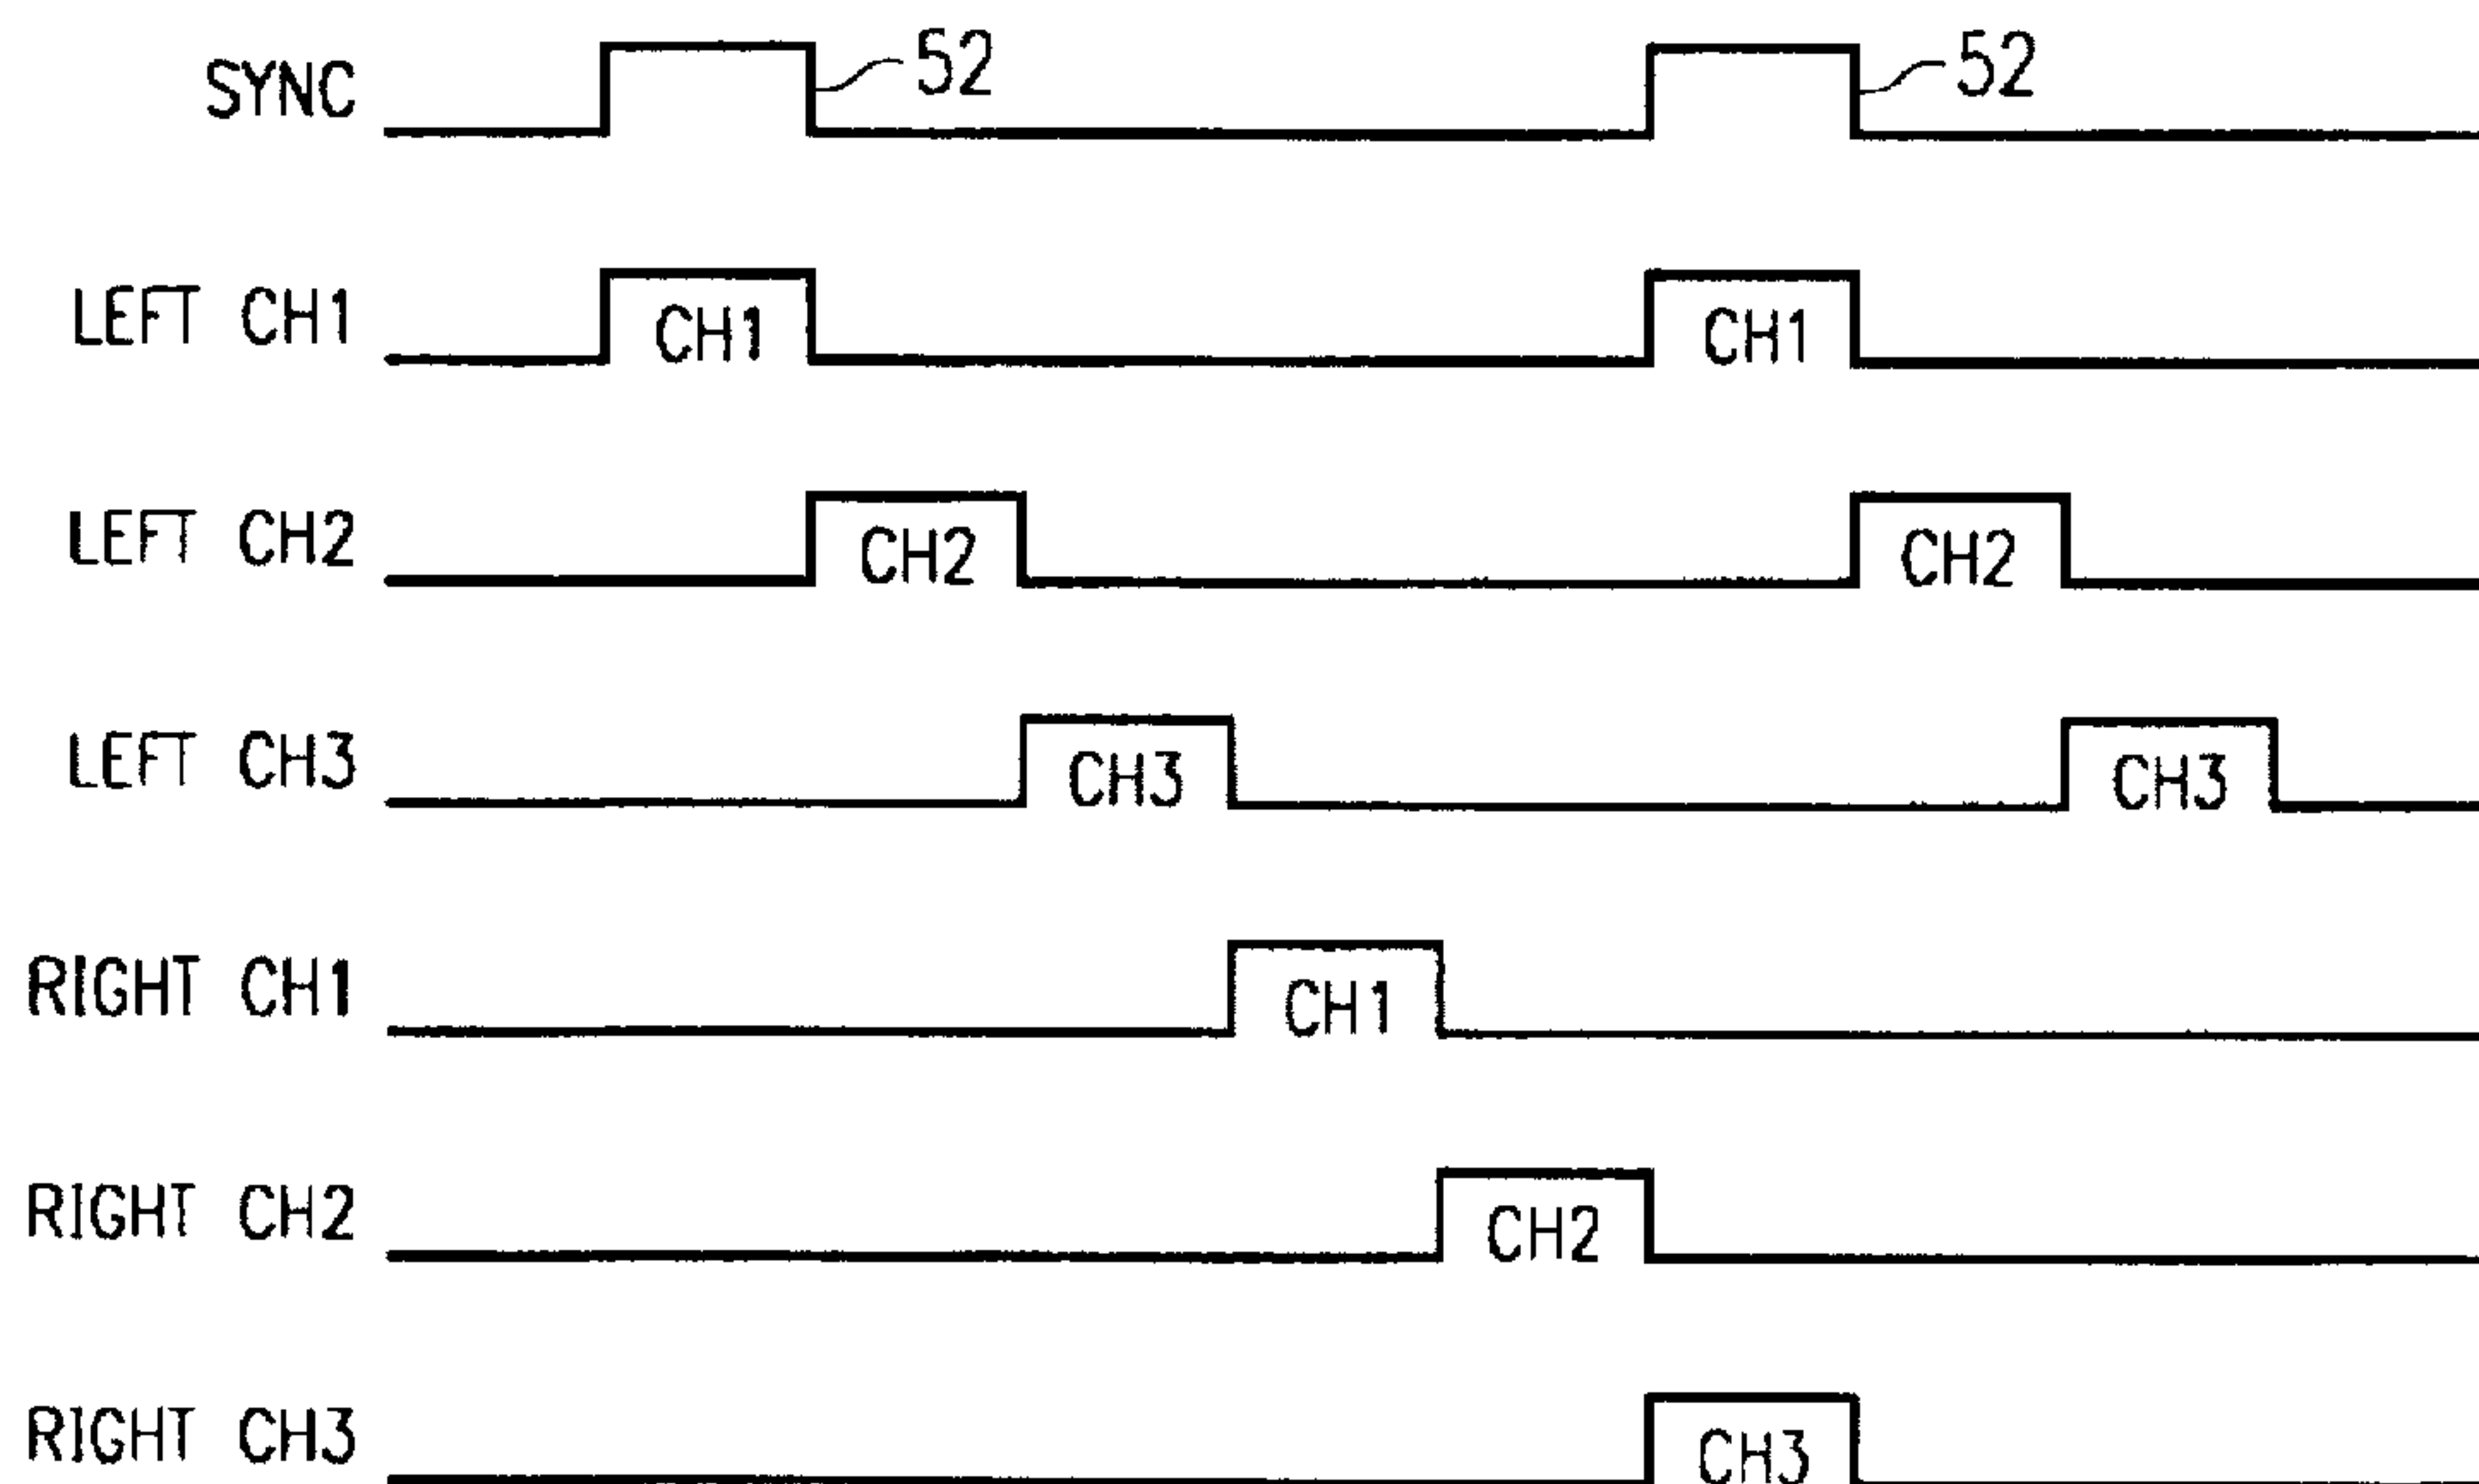 SYNC 52 52
LEFT CH1 CH1 CH1
LEFT CH2 CH2 CH2
LEFT CH3 CH3 CH3
RIGHT CH1 CH1
RIGHT CH2 CH2
RIGHT CH3 CH3